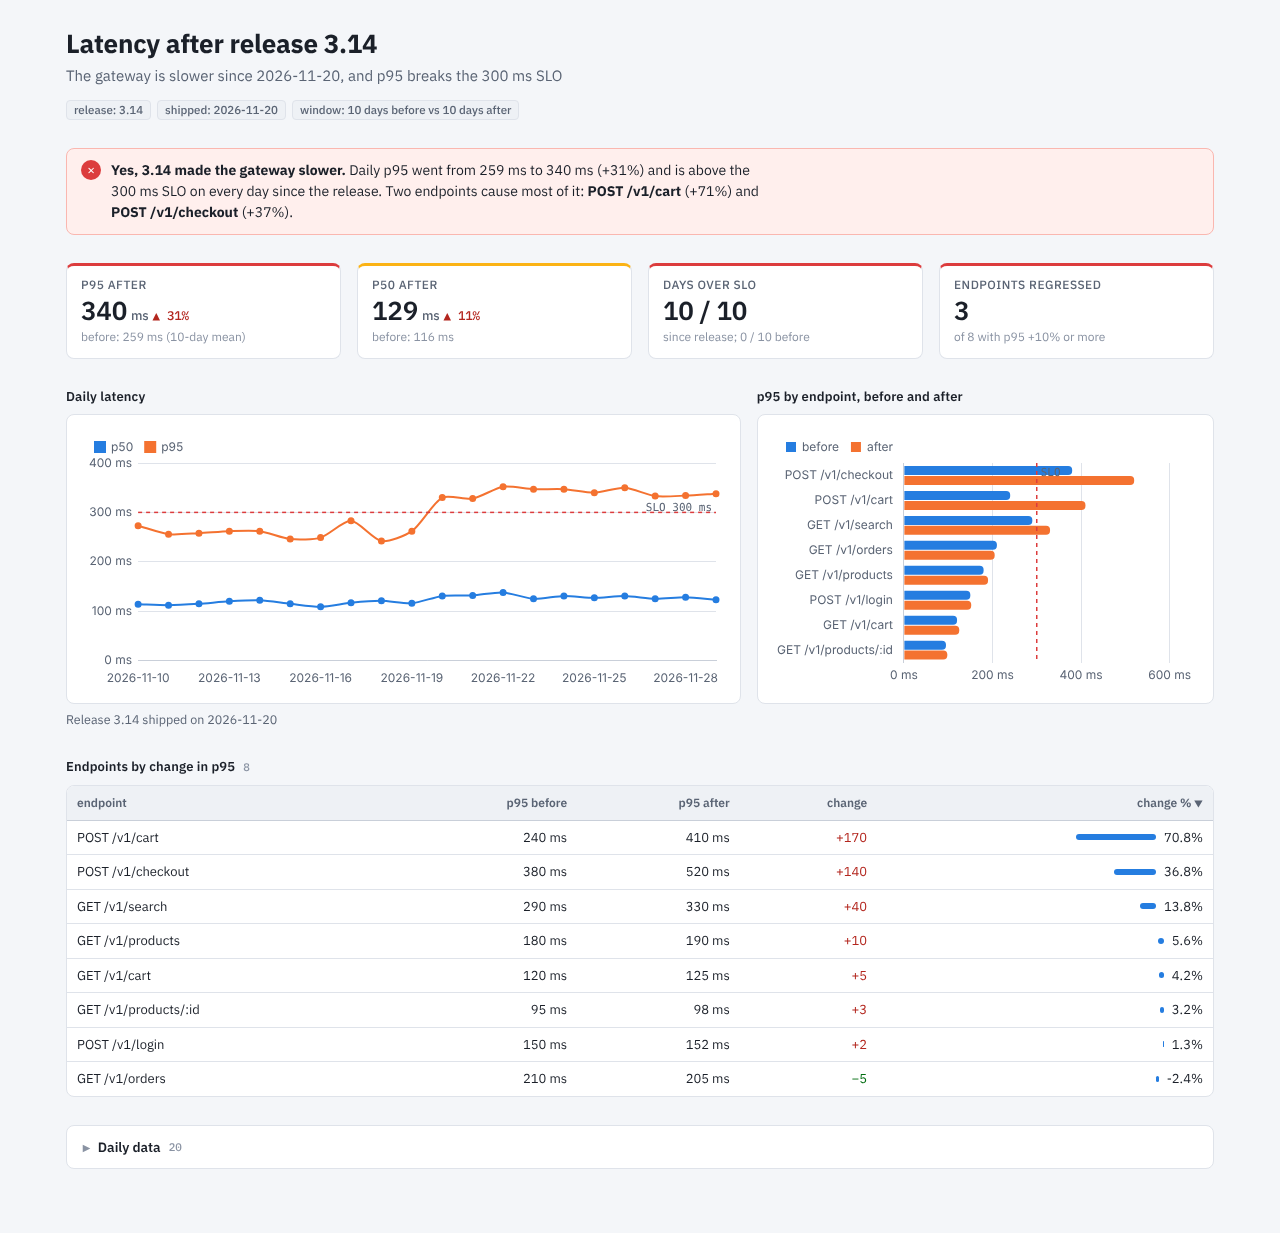 Latency after release 3.14
The gateway is slower since 2026-11-20, and p95 breaks the 300 ms SLO
release: 3.14 shipped: 2026-11-20 window: 10 days before vs 10 days after
Yes, 3.14 made the gateway slower. Daily p95 went from 259 ms to 340 ms (+31%) and is above the
300 ms SLO on every day since the release. Two endpoints cause most of it: POST /v1/cart (+71%) and
POST /v1/checkout (+37%).
P95 AFTER
340 ms ▲ 31%
before: 259 ms (10-day mean)
P50 AFTER
129 ms ▲ 11%
before: 116 ms
DAYS OVER SLO
10 / 10
since release; 0 / 10 before
ENDPOINTS REGRESSED
3
of 8 with p95 +10% or more
Daily latency
p50 p95
400 ms
300 ms
200 ms
100 ms
0 ms
SLO 300 ms
2026-11-10 2026-11-13 2026-11-16 2026-11-19 2026-11-22 2026-11-25 2026-11-28
Release 3.14 shipped on 2026-11-20
p95 by endpoint, before and after
before after
SLO
POST /v1/checkout
POST /v1/cart
GET /v1/search
GET /v1/orders
GET /v1/products
POST /v1/login
GET /v1/cart
GET /v1/products/:id
0 ms 200 ms 400 ms 600 ms
Endpoints by change in p95 8
endpoint p95 before p95 after change change % ▼
POST /v1/cart 240 ms 410 ms +170 70.8%
POST /v1/checkout 380 ms 520 ms +140 36.8%
GET /v1/search 290 ms 330 ms +40 13.8%
GET /v1/products 180 ms 190 ms +10 5.6%
GET /v1/cart 120 ms 125 ms +5 4.2%
GET /v1/products/:id 95 ms 98 ms +3 3.2%
POST /v1/login 150 ms 152 ms +2 1.3%
GET /v1/orders 210 ms 205 ms −5 -2.4%
▶ Daily data 20